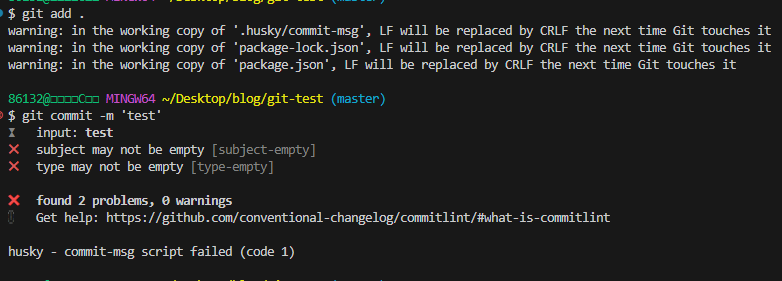 $ git add .
warning: in the working copy of '.husky/commit-msg', LF will be replaced by CRLF the next time Git touches it
warning: in the working copy of 'package-lock.json', LF will be replaced by CRLF the next time Git touches it
warning: in the working copy of 'package.json', LF will be replaced by CRLF the next time Git touches it
86132@□□□□C□□ MINGW64 ~/Desktop/blog/git-test (master)
$ git commit -m 'test'
input: test
subject may not be empty [subject-empty]
type may not be empty [type-empty]
found 2 problems, 0 warnings
Get help: https://github.com/conventional-changelog/commitlint/#what-is-commitlint
husky - commit-msg script failed (code 1)